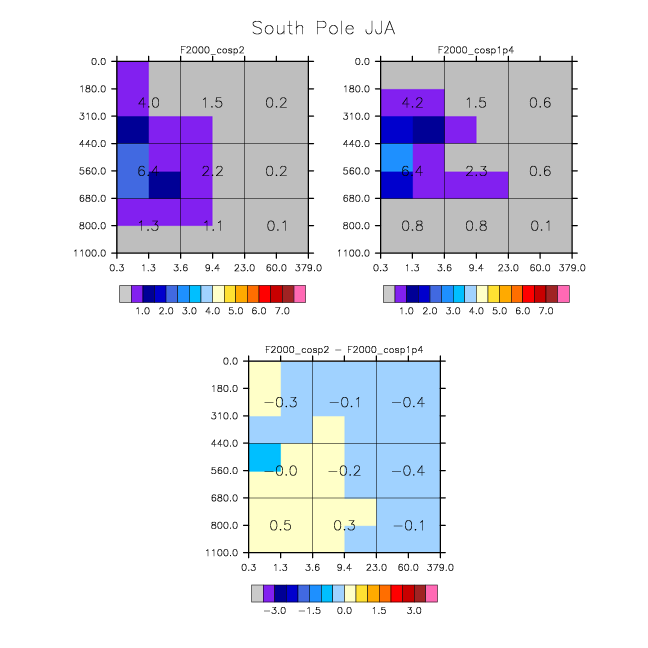 South Pole JJA
F2000_cosp2
0.0
180.0
310.0
440.0
560.0
680.0
800.0
1100.0
4.0 1.5 0.2
6.4 2.2 0.2
1.3 1.1 0.1
0.3 1.3 3.6 9.4 23.0 60.0 379.0
1.0 2.0 3.0 4.0 5.0 6.0 7.0
F2000_cosp1p4
0.0
180.0
310.0
440.0
560.0
680.0
800.0
1100.0
4.2 1.5 0.6
6.4 2.3 0.6
0.8 0.8 0.1
0.3 1.3 3.6 9.4 23.0 60.0 379.0
1.0 2.0 3.0 4.0 5.0 6.0 7.0
F2000_cosp2 − F2000_cosp1p4
0.0
180.0
310.0
440.0
560.0
680.0
800.0
1100.0
−0.3 −0.1 −0.4
−0.0 −0.2 −0.4
0.5 0.3 −0.1
0.3 1.3 3.6 9.4 23.0 60.0 379.0
−3.0 −1.5 0.0 1.5 3.0